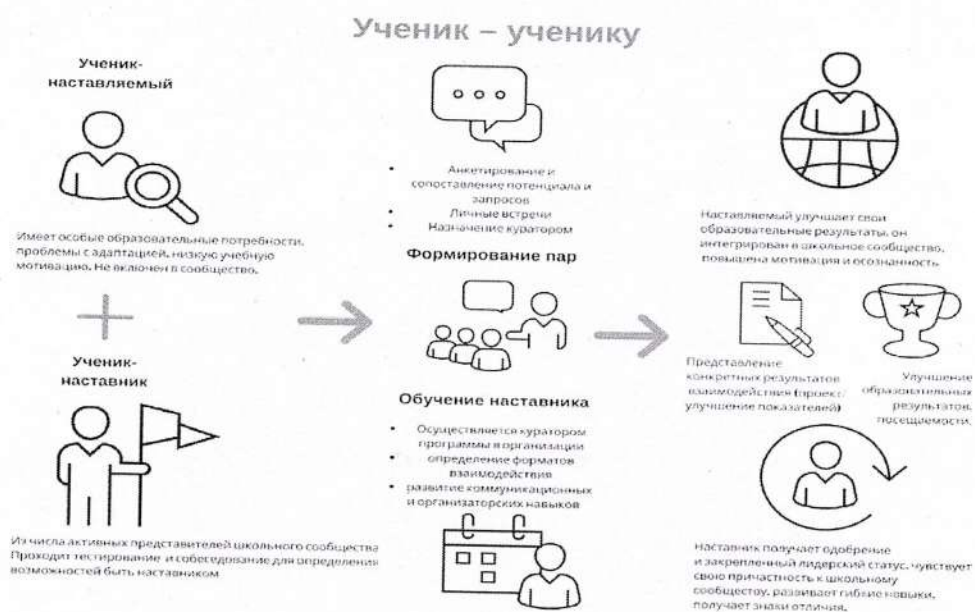 Ученик – ученику
Ученик-
наставляемый
Имеет особые образовательные потребности,
проблемы с адаптацией, низкую учебную
мотивацию. Не включен в сообщество.
Ученик-
наставник
Из числа активных представителей школьного сообщества
Проходит тестирование и собеседование для определения
возможностей быть наставником
• Анкетирование и
сопоставление потенциала и
запросов
• Личные встречи
• Назначение куратором
Формирование пар
Обучение наставника
• Осуществляется куратором
программы в организации
• определение форматов
взаимодействия
• развитие коммуникационных
и организаторских навыков
Наставляемый улучшает свои
образовательные результаты, он
интегрирован в школьное сообщество,
повышена мотивация и осознанность
Представление
конкретных результатов
взаимодействия (проект,
улучшение показателей)
Улучшение
образовательных
результатов,
посещаемости.
Наставник получает одобрение
и закрепленный лидерский статус, чувствует
свою причастность к школьному
сообществу, развивает гибкие навыки,
получает знаки отличия.